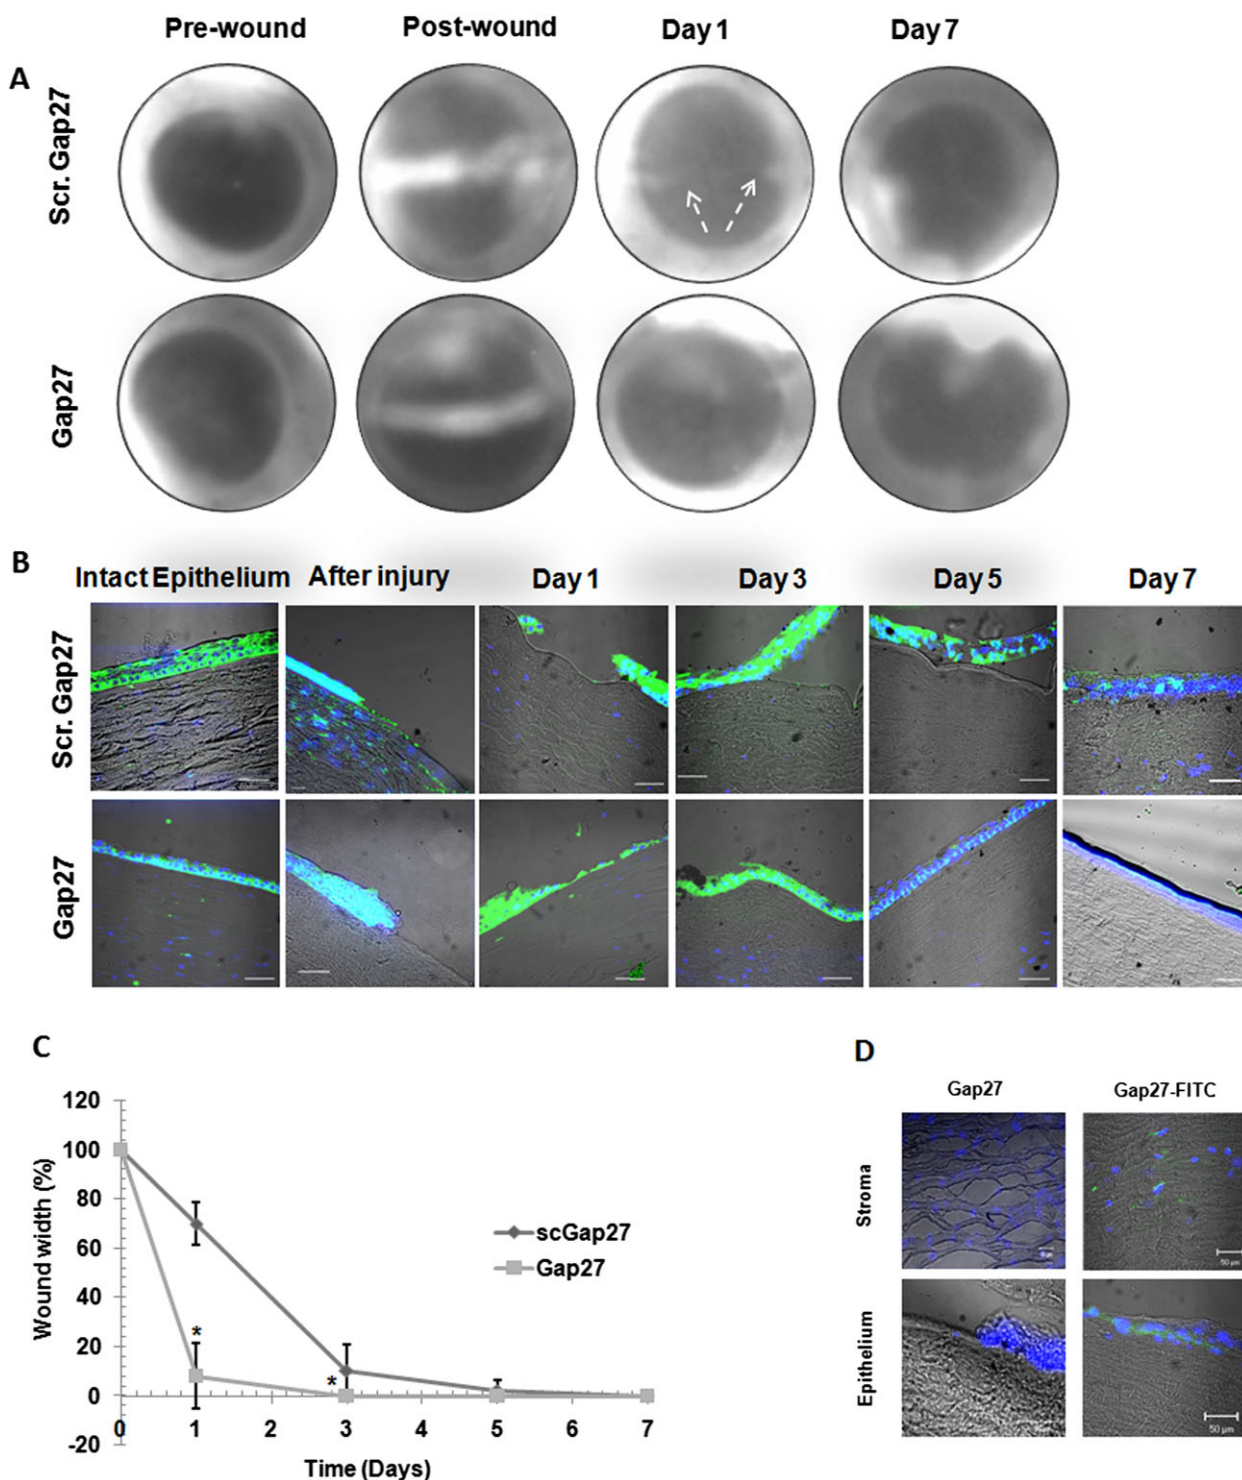 Pre-wound Post-wound Day 1 Day 7
A
Scr. Gap27
Gap27
B
Intact Epithelium After injury Day 1 Day 3 Day 5 Day 7
Scr. Gap27
Gap27
C
120
100
80
60
40
20
0
-20
Wound width (%)
*
*
0 1 2 3 4 5 6 7
Time (Days)
scGap27
Gap27
D
Gap27 Gap27-FITC
Stroma
50 µm
Epithelium
50 µm